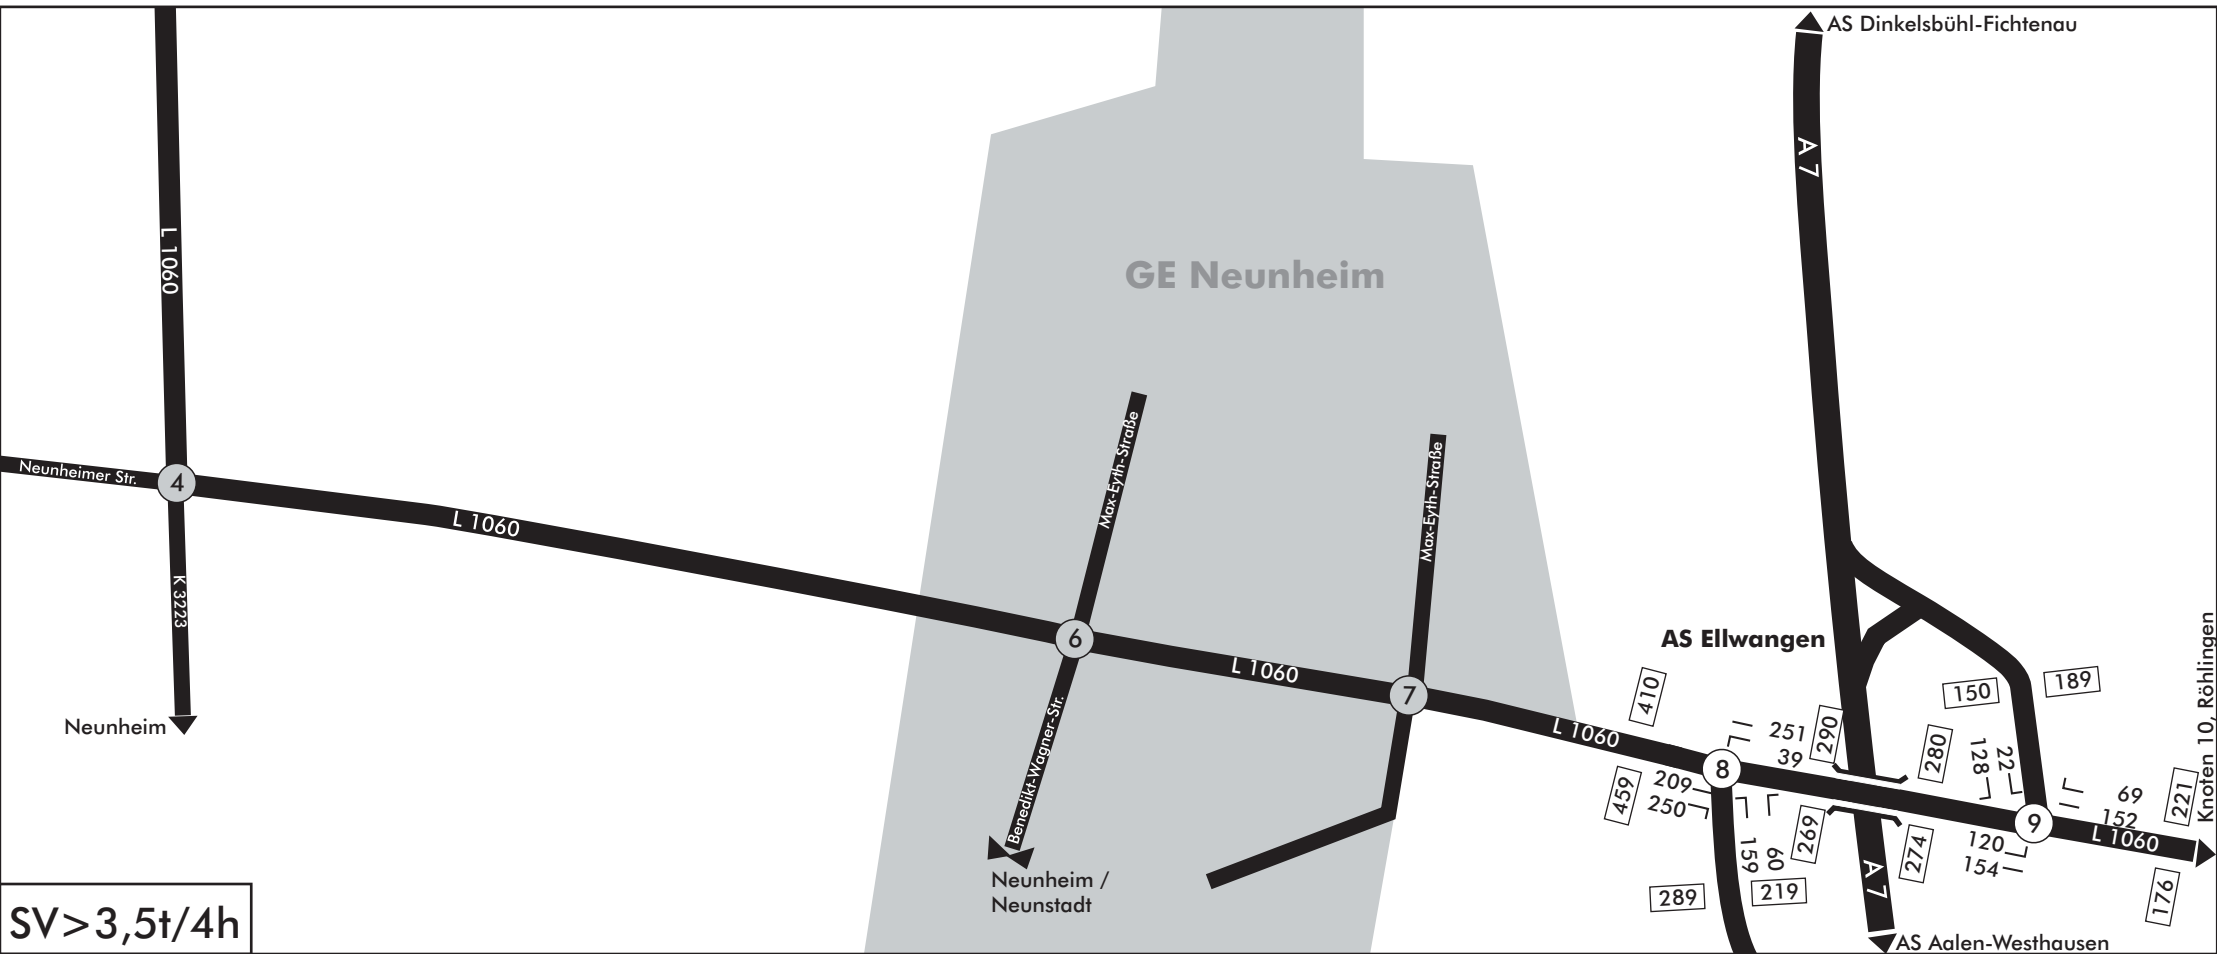 AS Dinkelsbühl-Fichtenau
A 7
L 1060
GE Neunheim
Max-Eyth-Straße
Max-Eyth-Straße
Neunheimer Str.
4
L 1060
K 3223
Neunheim
6
L 1060
7
Benedikt-Wagner-Str.
Neunheim /
Neunstadt
AS Ellwangen
L 1060
410
459
8
251
39
209
250
159
60
289
219
290
280
269
274
150
189
128
22
9
69
152
120
154
L 1060
221
176
Knoten 10, Röhlingen
A 7
AS Aalen-Westhausen
SV>3,5t/4h